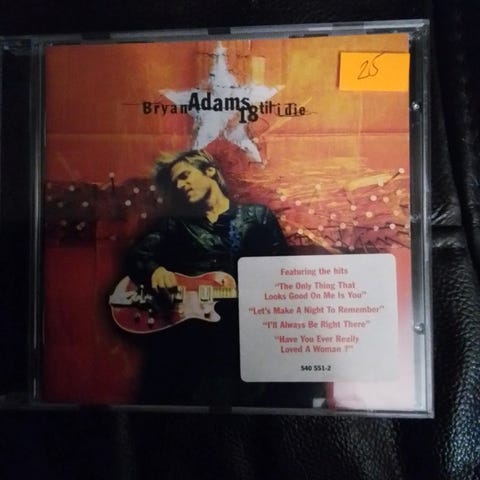 25
Bryan Adams
18 til i die
Featuring the hits
"The Only Thing That
Looks Good On Me Is You"
"Let's Make A Night To Remember"
"I'll Always Be Right There"
"Have You Ever Really
Loved A Woman ?"
540 551-2